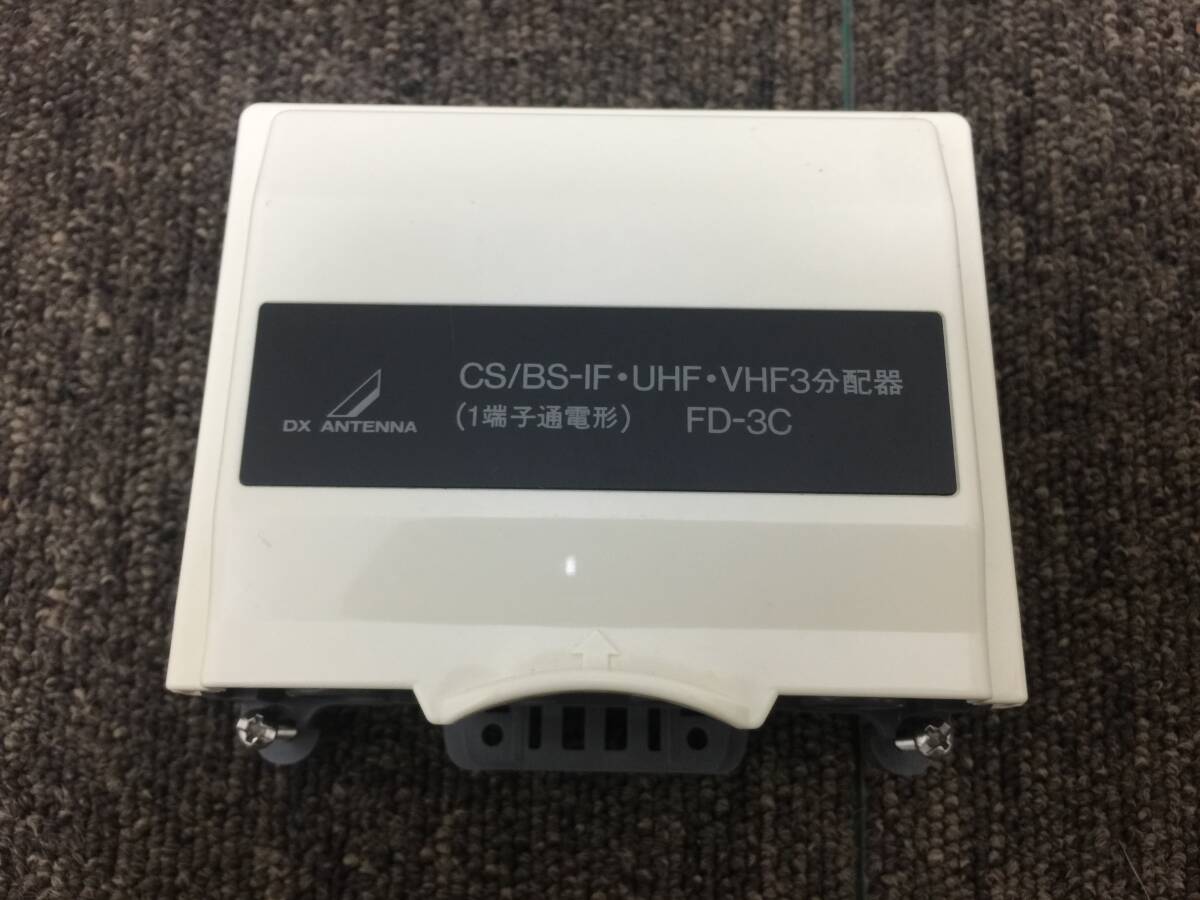 DX ANTENNA
CS/BS-IF・UHF・VHF3分配器
(1端子通電形) FD-3C